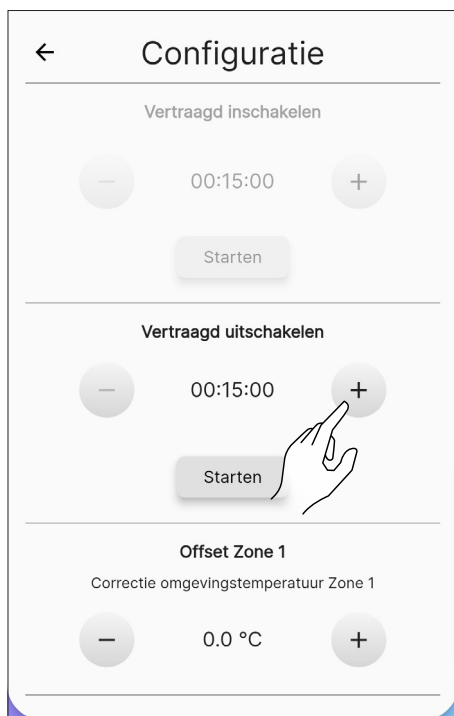 Configuratie
Vertraagd inschakelen
00:15:00
Starten
Vertraagd uitschakelen
00:15:00
Starten
Offset Zone 1
Correctie omgevingstemperatuur Zone 1
0.0 °C